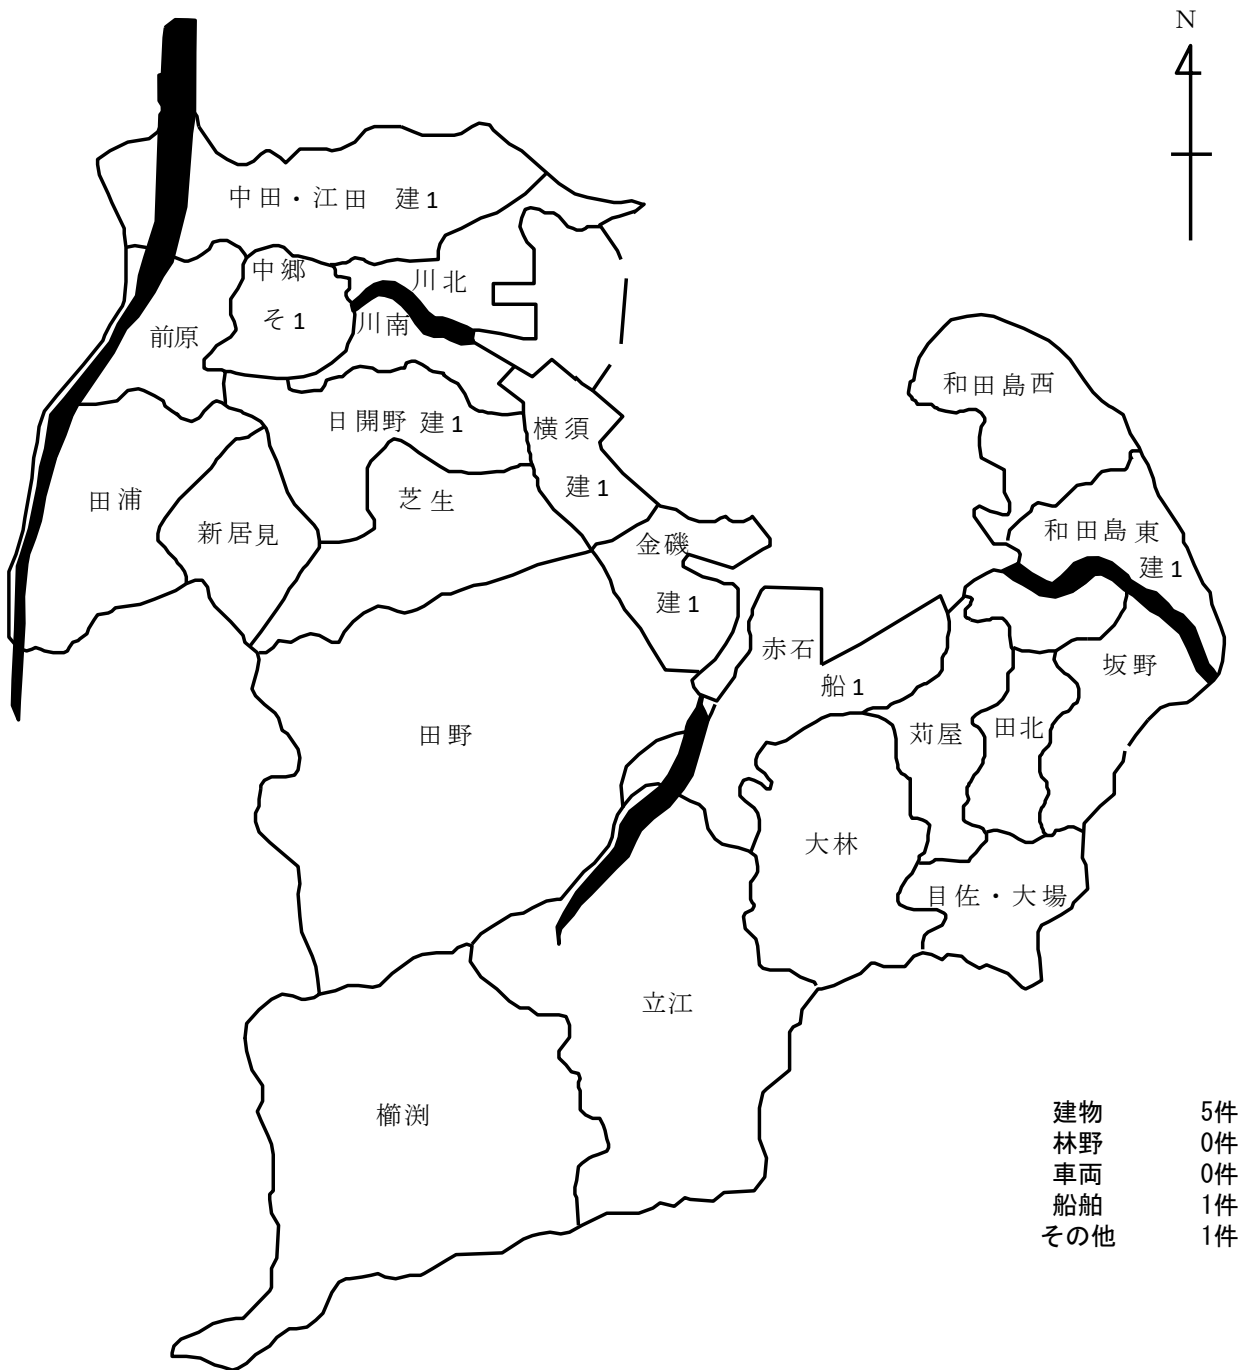 N
中田・江田 建1
中郷
川北
そ1
川南
前原
和田島西
日開野 建1
横須
建1
田浦
芝生
新居見
金磯
和田島東
建1
建1
赤石
坂野
船1
田野
苅屋
田北
大林
目佐・大場
立江
櫛渕
建物 5件
林野 0件
車両 0件
船舶 1件
その他 1件